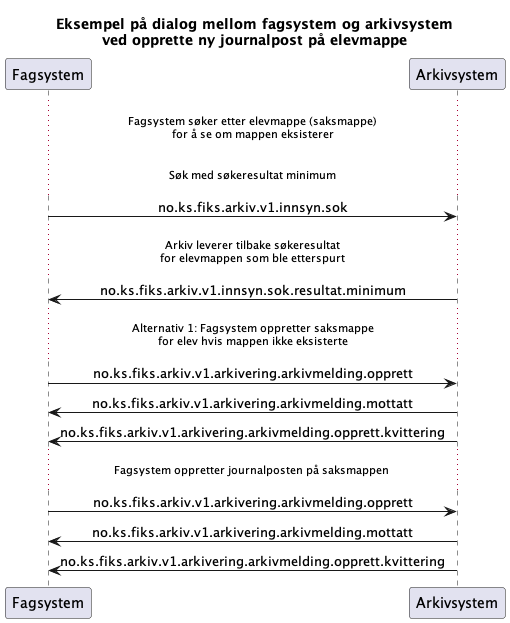 Eksempel på dialog mellom fagsystem og arkivsystem
ved opprette ny journalpost på elevmappe
Fagsystem
Arkivsystem
Fagsystem søker etter elevmappe (saksmappe)
for å se om mappen eksisterer
Søk med søkeresultat minimum
no.ks.fiks.arkiv.v1.innsyn.sok
Arkiv leverer tilbake søkeresultat
for elevmappen som ble etterspurt
no.ks.fiks.arkiv.v1.innsyn.sok.resultat.minimum
Alternativ 1: Fagsystem oppretter saksmappe
for elev hvis mappen ikke eksisterte
no.ks.fiks.arkiv.v1.arkivering.arkivmelding.opprett
no.ks.fiks.arkiv.v1.arkivering.arkivmelding.mottatt
no.ks.fiks.arkiv.v1.arkivering.arkivmelding.opprett.kvittering
Fagsystem oppretter journalposten på saksmappen
no.ks.fiks.arkiv.v1.arkivering.arkivmelding.opprett
no.ks.fiks.arkiv.v1.arkivering.arkivmelding.mottatt
no.ks.fiks.arkiv.v1.arkivering.arkivmelding.opprett.kvittering
Fagsystem
Arkivsystem